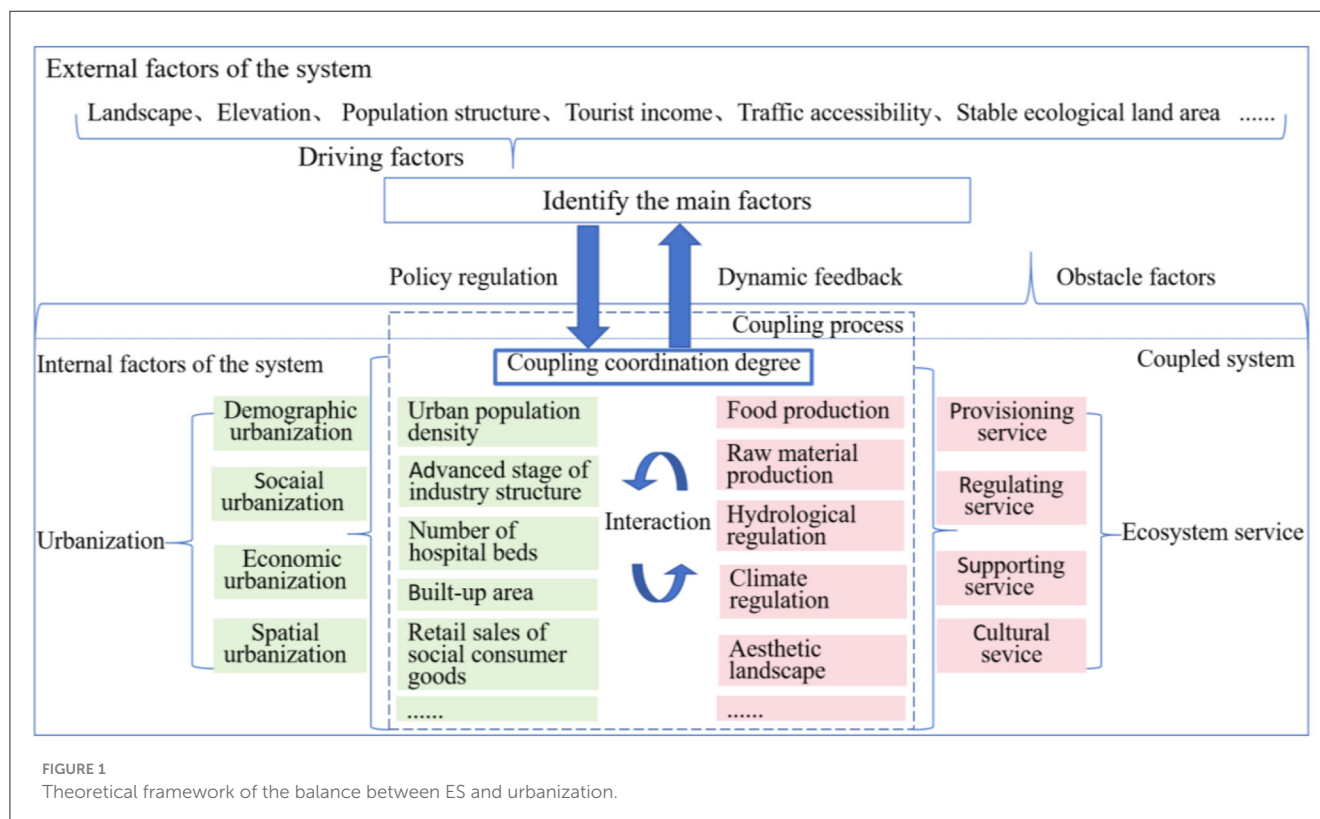 External factors of the system
Landscape、Elevation、 Population structure、Tourist income、Traffic accessibility、Stable ecological land area ......
Driving factors
Identify the main factors
Policy regulation
Dynamic feedback
Obstacle factors
Coupling process
Internal factors of the system
Coupling coordination degree
Coupled system
Urbanization
Demographic
urbanization
Socaial
urbanization
Economic
urbanization
Spatial
urbanization
Urban population
density
Advanced stage of
industry structure
Number of
hospital beds
Built-up area
Retail sales of
social consumer
goods
......
Interaction
Food production
Raw material
production
Hydrological
regulation
Climate
regulation
Aesthetic
landscape
......
Provisioning
service
Regulating
service
Supporting
service
Cultural
sevice
Ecosystem service
FIGURE 1
Theoretical framework of the balance between ES and urbanization.